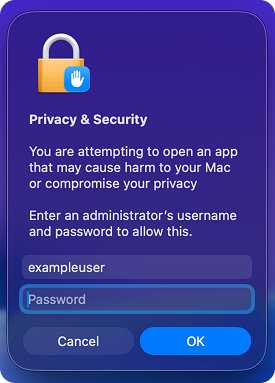 Privacy & Security
You are attempting to open an app
that may cause harm to your Mac
or compromise your privacy
Enter an administrator’s username
and password to allow this.
exampleuser
Password
Cancel
OK